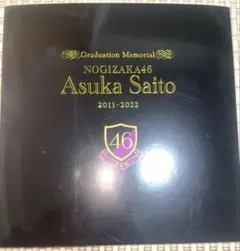 Graduation Memorial
NOGIZAKA46
Asuka Saito
2011-2022
46